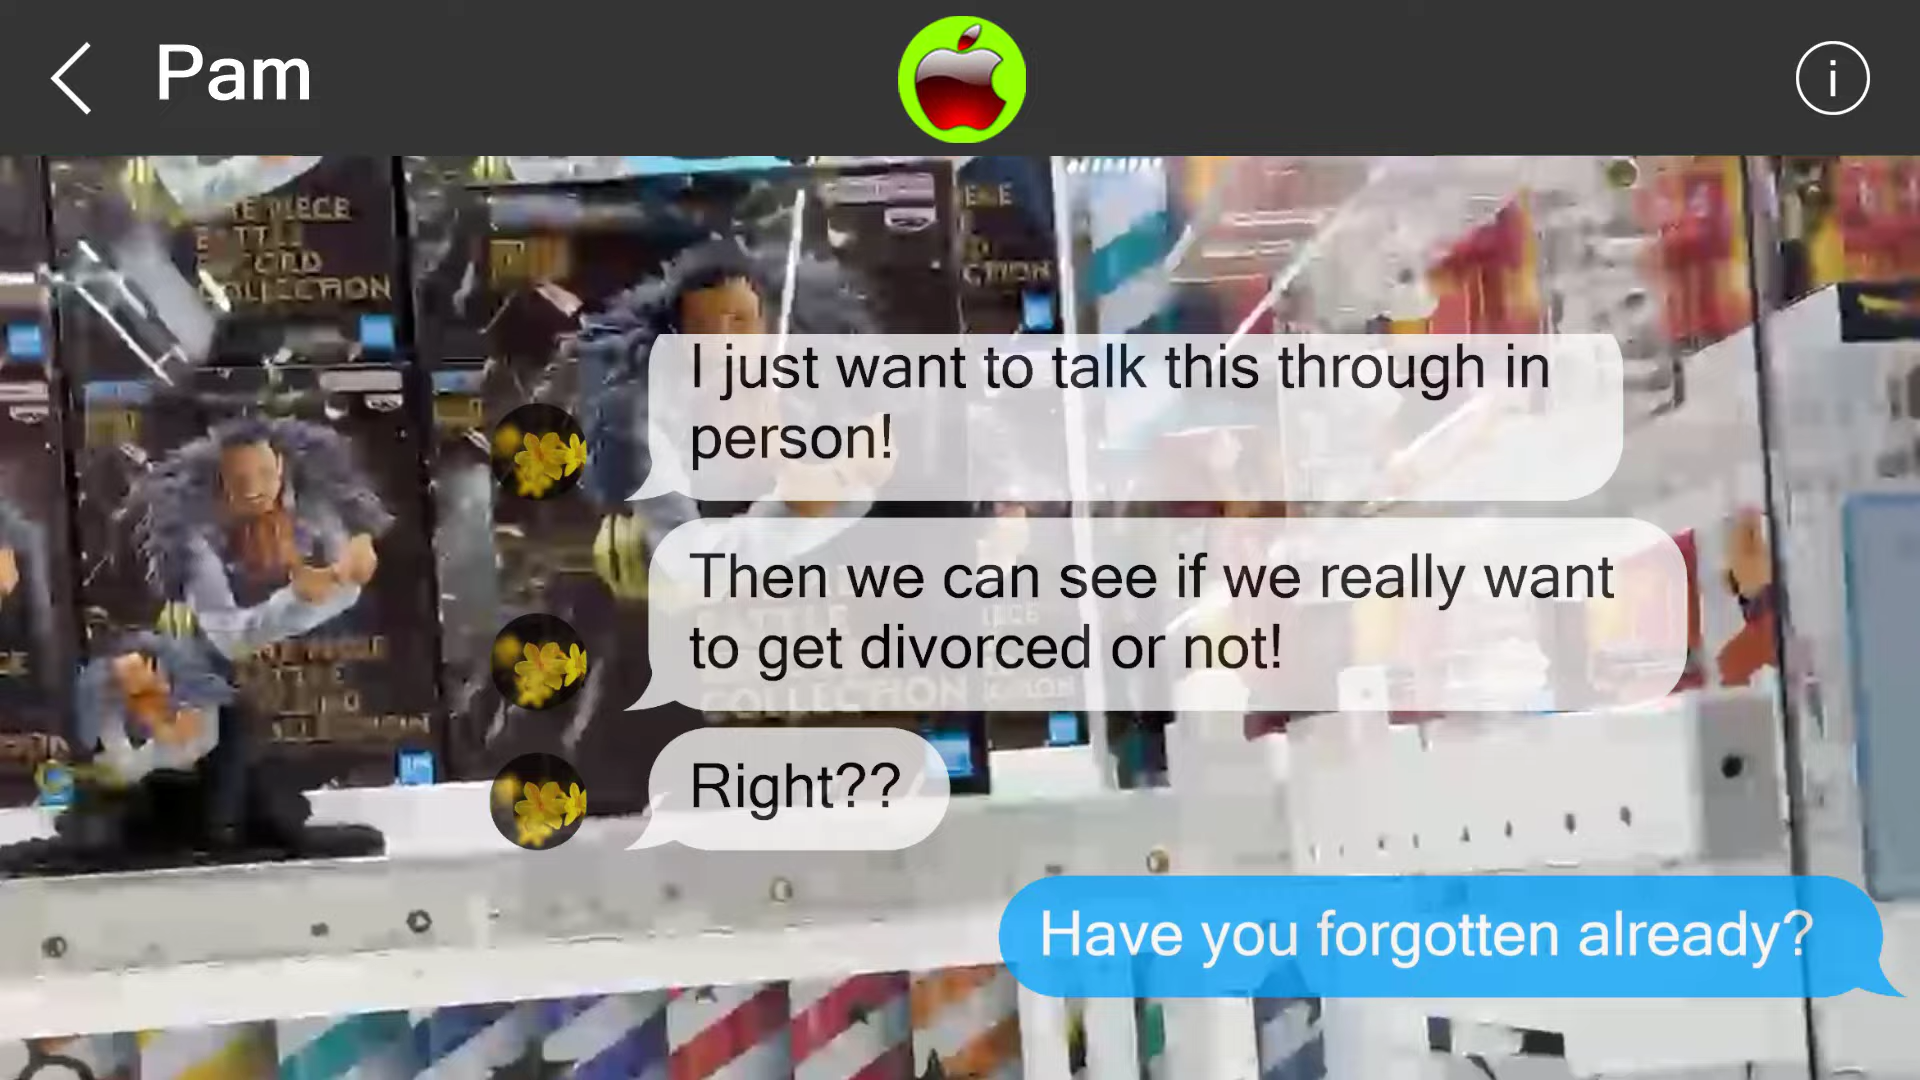 Pam
i
COLLECTION
I just want to talk this through in
person!
Then we can see if we really want
to get divorced or not!
Right??
Have you forgotten already?